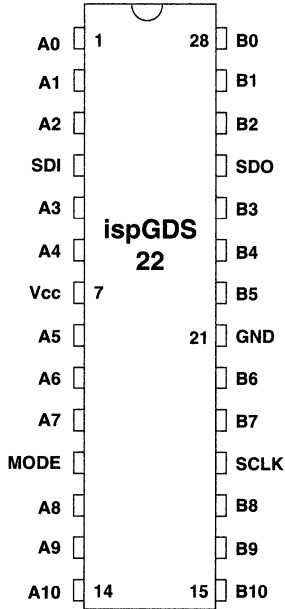 A0 1 28 B0
A1 B1
A2 B2
SDI SDO
A3 B3
ispGDS
A4 B4
22
Vcc 7 B5
A5 21 GND
A6 B6
A7 B7
MODE SCLK
A8 B8
A9 B9
A10 14 15 B10